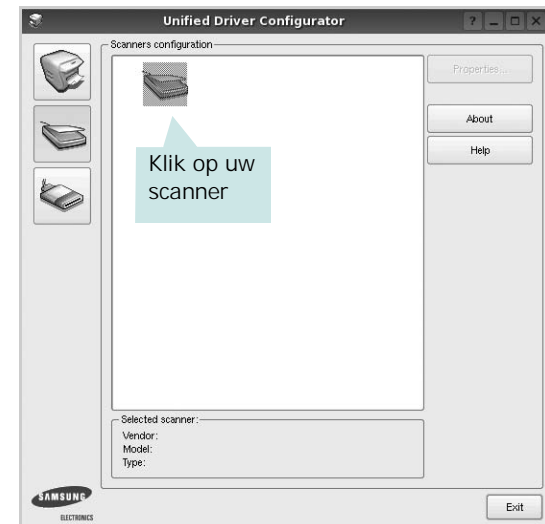 Unified Driver Configurator
Scanners configuration
Properties...
About
Help
Klik op uw
scanner
Selected scanner:
Vendor:
Model:
Type:
SAMSUNG
ELECTRONICS
Exit